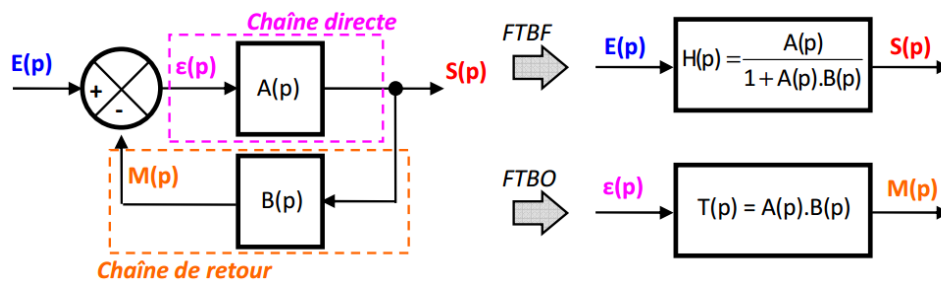 Chaîne directe
E(p)
+
-
ε(p)
A(p)
S(p)
M(p)
B(p)
Chaîne de retour
FTBF
E(p)
H(p) = A(p) / 1 + A(p).B(p)
S(p)
FTBO
ε(p)
T(p) = A(p).B(p)
M(p)